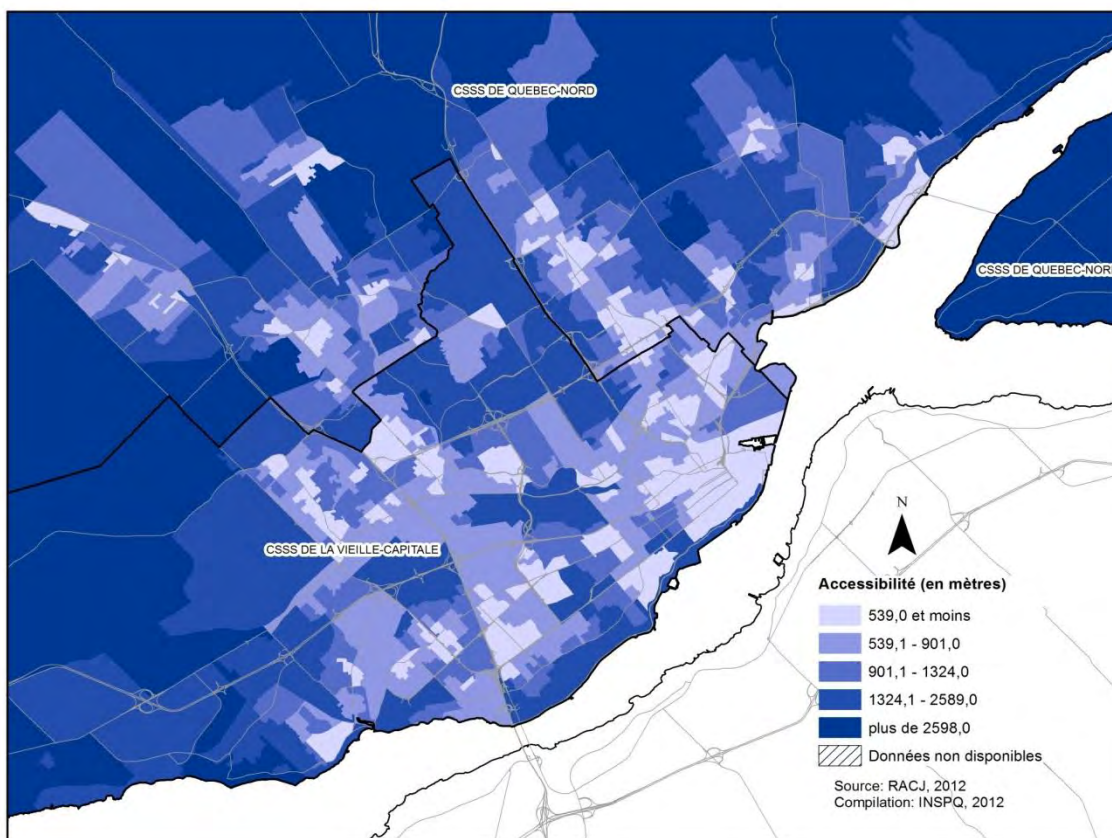 CSSS DE QUEBEC-NORD
CSSS DE QUEBEC-NORD
CSSS DE LA VIEILLE-CAPITALE
N
Accessibilité (en mètres)
539,0 et moins
539,1 - 901,0
901,1 - 1324,0
1324,1 - 2589,0
plus de 2598,0
Données non disponibles
Source: RACJ, 2012
Compilation: INSPQ, 2012